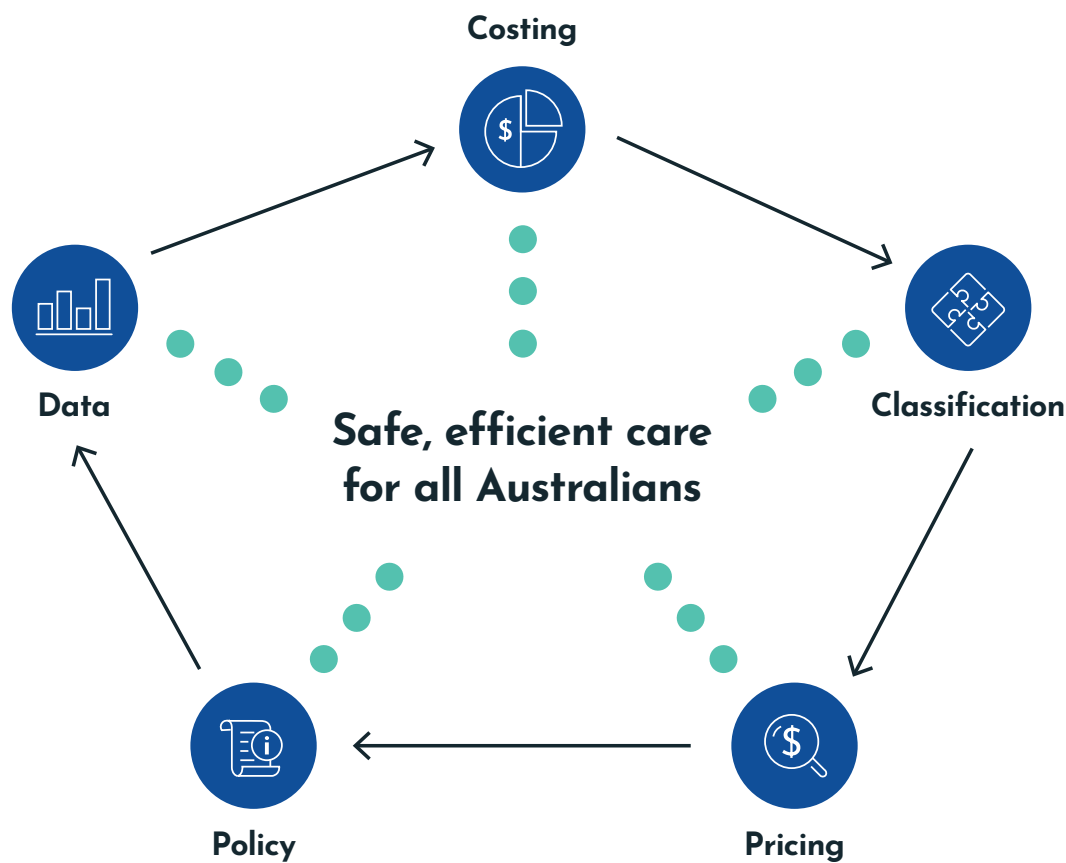 Costing
$
Data
Classification
Safe, efficient care
for all Australians
i
$
Policy
Pricing